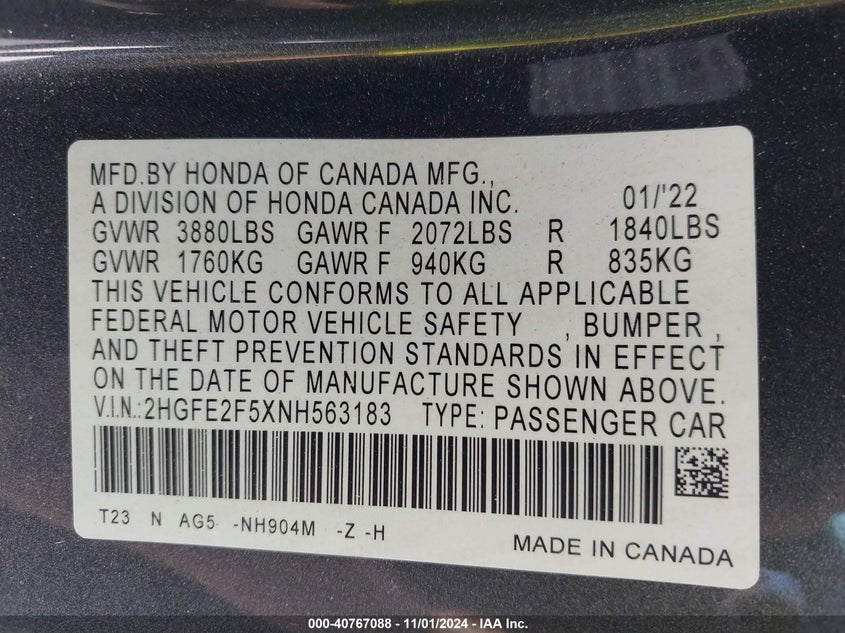 MFD.BY HONDA OF CANADA MFG.,
A DIVISION OF HONDA CANADA INC. 01/'22
GVWR 3880LBS GAWR F 2072LBS R 1840LBS
GVWR 1760KG GAWR F 940KG R 835KG
THIS VEHICLE CONFORMS TO ALL APPLICABLE
FEDERAL MOTOR VEHICLE SAFETY , BUMPER ,
AND THEFT PREVENTION STANDARDS IN EFFECT
ON THE DATE OF MANUFACTURE SHOWN ABOVE.
V.I.N.:2HGFE2F5XNH563183 TYPE: PASSENGER CAR
T23 N AG5 -NH904M -Z -H
MADE IN CANADA
000-40767088 - 11/01/2024 - IAA Inc.